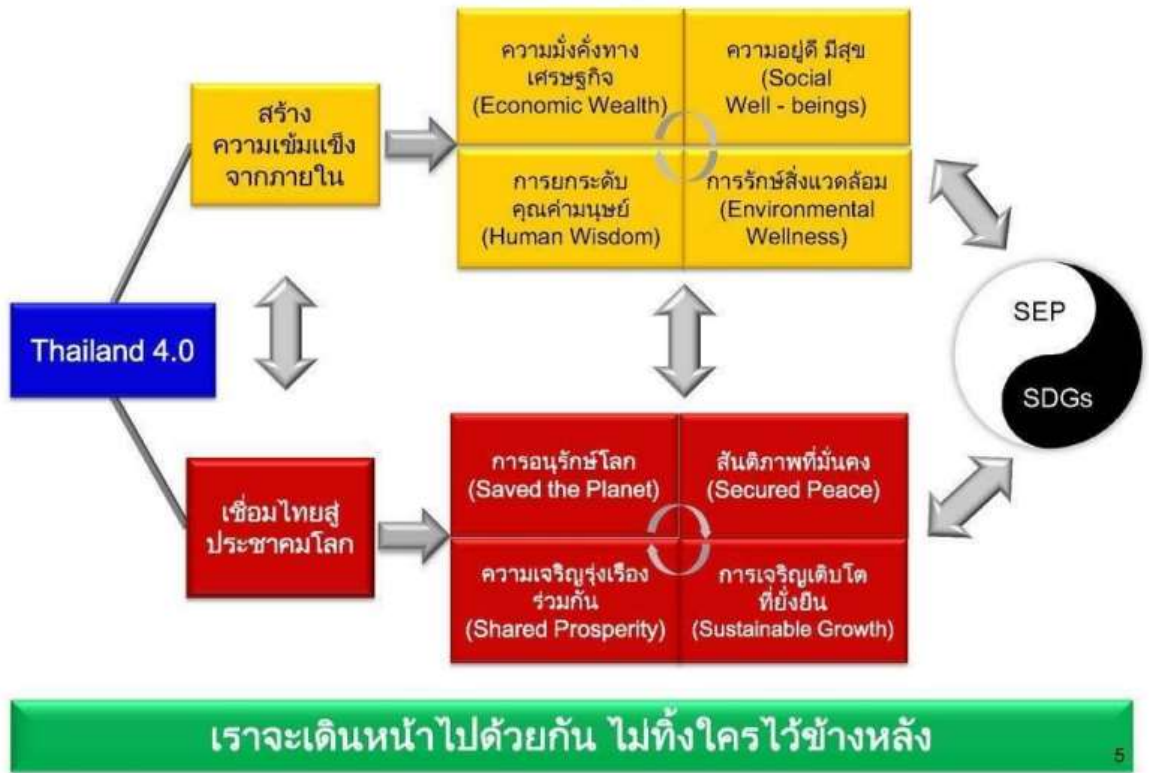 ความมั่งคั่งทาง
เศรษฐกิจ
(Economic Wealth)
ความอยู่ดี มีสุข
(Social
Well - beings)
สร้าง
ความเข้มแข็ง
จากภายใน
การยกระดับ
คุณค่ามนุษย์
(Human Wisdom)
การรักษ์สิ่งแวดล้อม
(Environmental
Wellness)
Thailand 4.0
SEP
SDGs
เชื่อมไทยสู่
ประชาคมโลก
การอนุรักษ์โลก
(Saved the Planet)
สันติภาพที่มั่นคง
(Secured Peace)
ความเจริญรุ่งเรือง
ร่วมกัน
(Shared Prosperity)
การเจริญเติบโต
ที่ยั่งยืน
(Sustainable Growth)
เราจะเดินหน้าไปด้วยกัน ไม่ทิ้งใครไว้ข้างหลัง
5